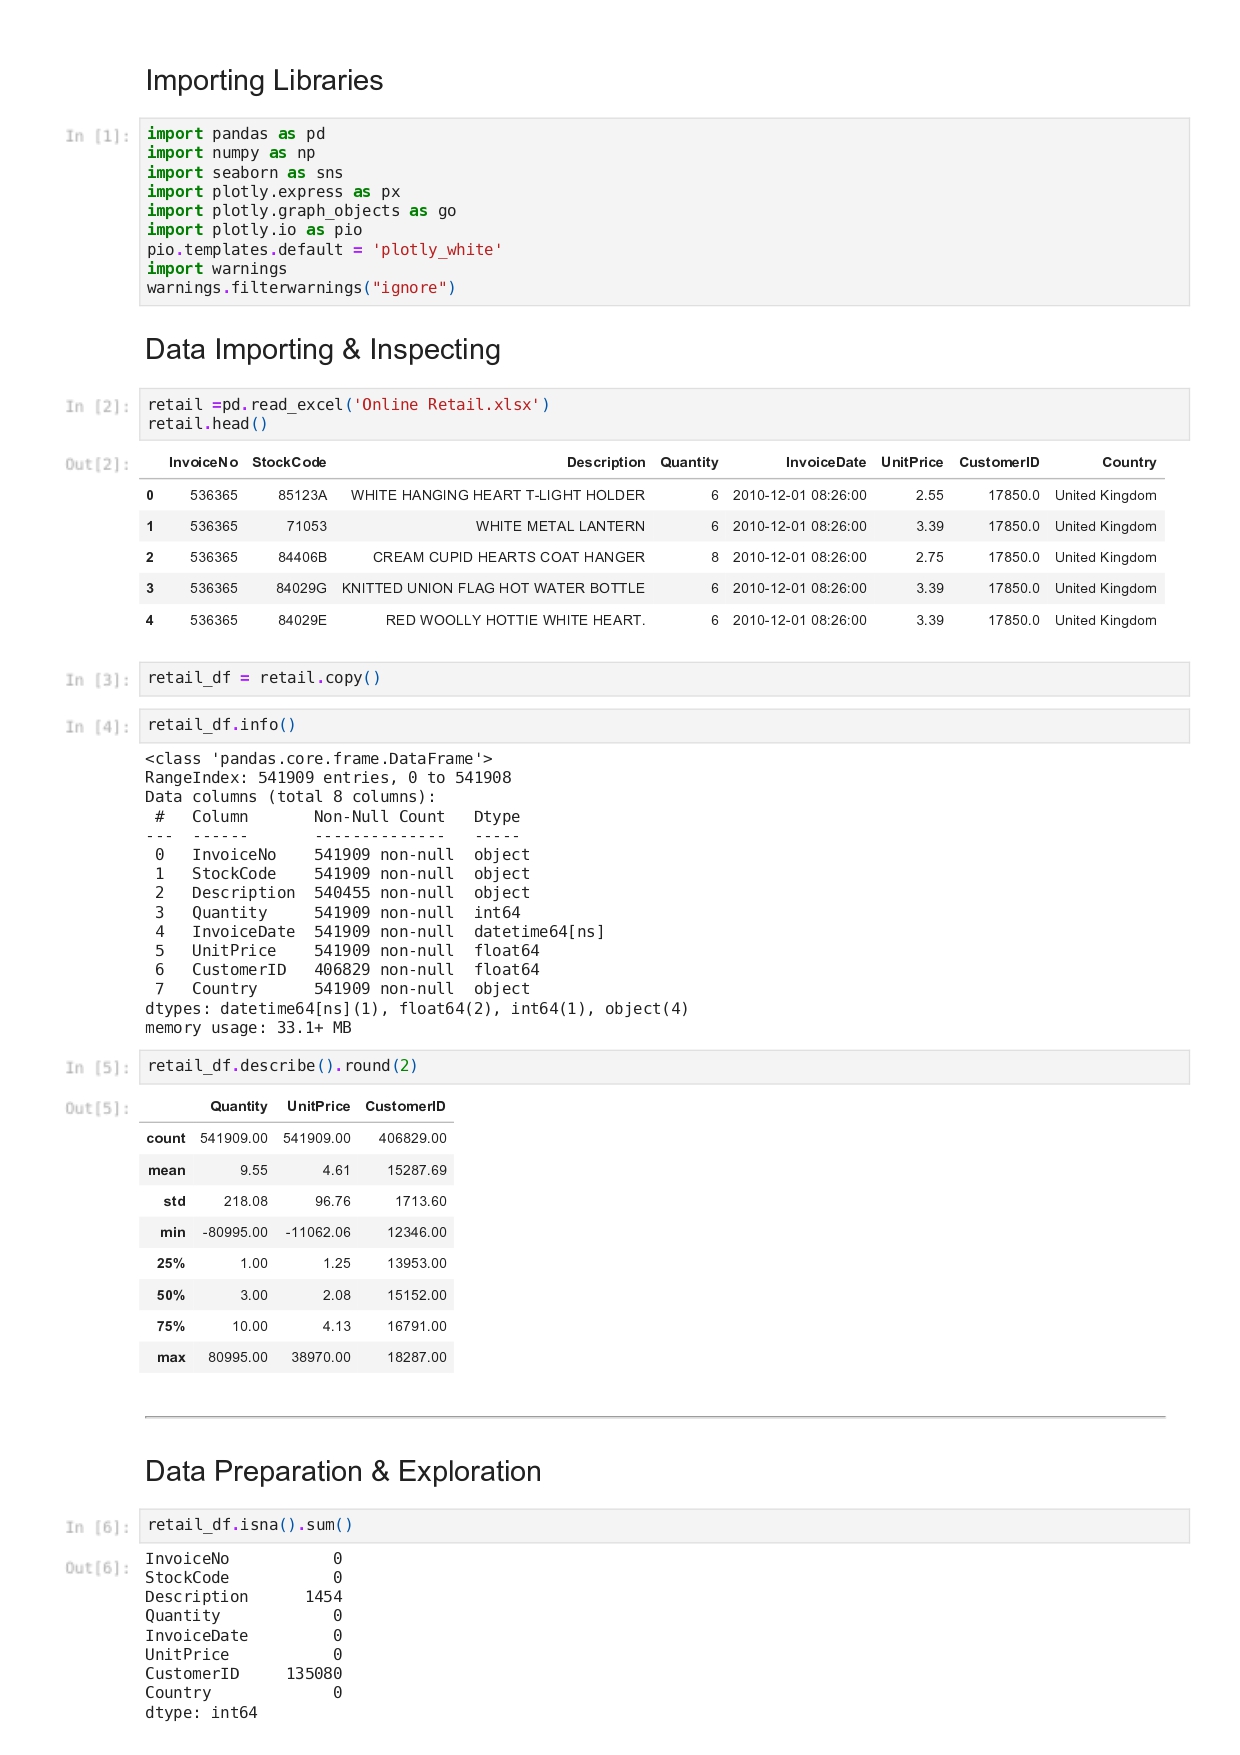 Importing Libraries
In [1]:
import pandas as pd
import numpy as np
import seaborn as sns
import plotly.express as px
import plotly.graph_objects as go
import plotly.io as pio
pio.templates.default = 'plotly_white'
import warnings
warnings.filterwarnings("ignore")
Data Importing & Inspecting
In [2]:
retail =pd.read_excel('Online Retail.xlsx')
retail.head()
Out[2]:
InvoiceNo StockCode Description Quantity InvoiceDate UnitPrice CustomerID Country
0 536365 85123A WHITE HANGING HEART T-LIGHT HOLDER 6 2010-12-01 08:26:00 2.55 17850.0 United Kingdom
1 536365 71053 WHITE METAL LANTERN 6 2010-12-01 08:26:00 3.39 17850.0 United Kingdom
2 536365 84406B CREAM CUPID HEARTS COAT HANGER 8 2010-12-01 08:26:00 2.75 17850.0 United Kingdom
3 536365 84029G KNITTED UNION FLAG HOT WATER BOTTLE 6 2010-12-01 08:26:00 3.39 17850.0 United Kingdom
4 536365 84029E RED WOOLLY HOTTIE WHITE HEART. 6 2010-12-01 08:26:00 3.39 17850.0 United Kingdom
In [3]:
retail_df = retail.copy()
In [4]:
retail_df.info()
<class 'pandas.core.frame.DataFrame'>
RangeIndex: 541909 entries, 0 to 541908
Data columns (total 8 columns):
 #   Column       Non-Null Count   Dtype
---  ------       --------------   -----
 0   InvoiceNo    541909 non-null  object
 1   StockCode    541909 non-null  object
 2   Description  540455 non-null  object
 3   Quantity     541909 non-null  int64
 4   InvoiceDate  541909 non-null  datetime64[ns]
 5   UnitPrice    541909 non-null  float64
 6   CustomerID   406829 non-null  float64
 7   Country      541909 non-null  object
dtypes: datetime64[ns](1), float64(2), int64(1), object(4)
memory usage: 33.1+ MB
In [5]:
retail_df.describe().round(2)
Out[5]:
Quantity UnitPrice CustomerID
count 541909.00 541909.00 406829.00
mean 9.55 4.61 15287.69
std 218.08 96.76 1713.60
min -80995.00 -11062.06 12346.00
25% 1.00 1.25 13953.00
50% 3.00 2.08 15152.00
75% 10.00 4.13 16791.00
max 80995.00 38970.00 18287.00
Data Preparation & Exploration
In [6]:
retail_df.isna().sum()
Out[6]:
InvoiceNo           0
StockCode           0
Description      1454
Quantity            0
InvoiceDate         0
UnitPrice           0
CustomerID     135080
Country             0
dtype: int64